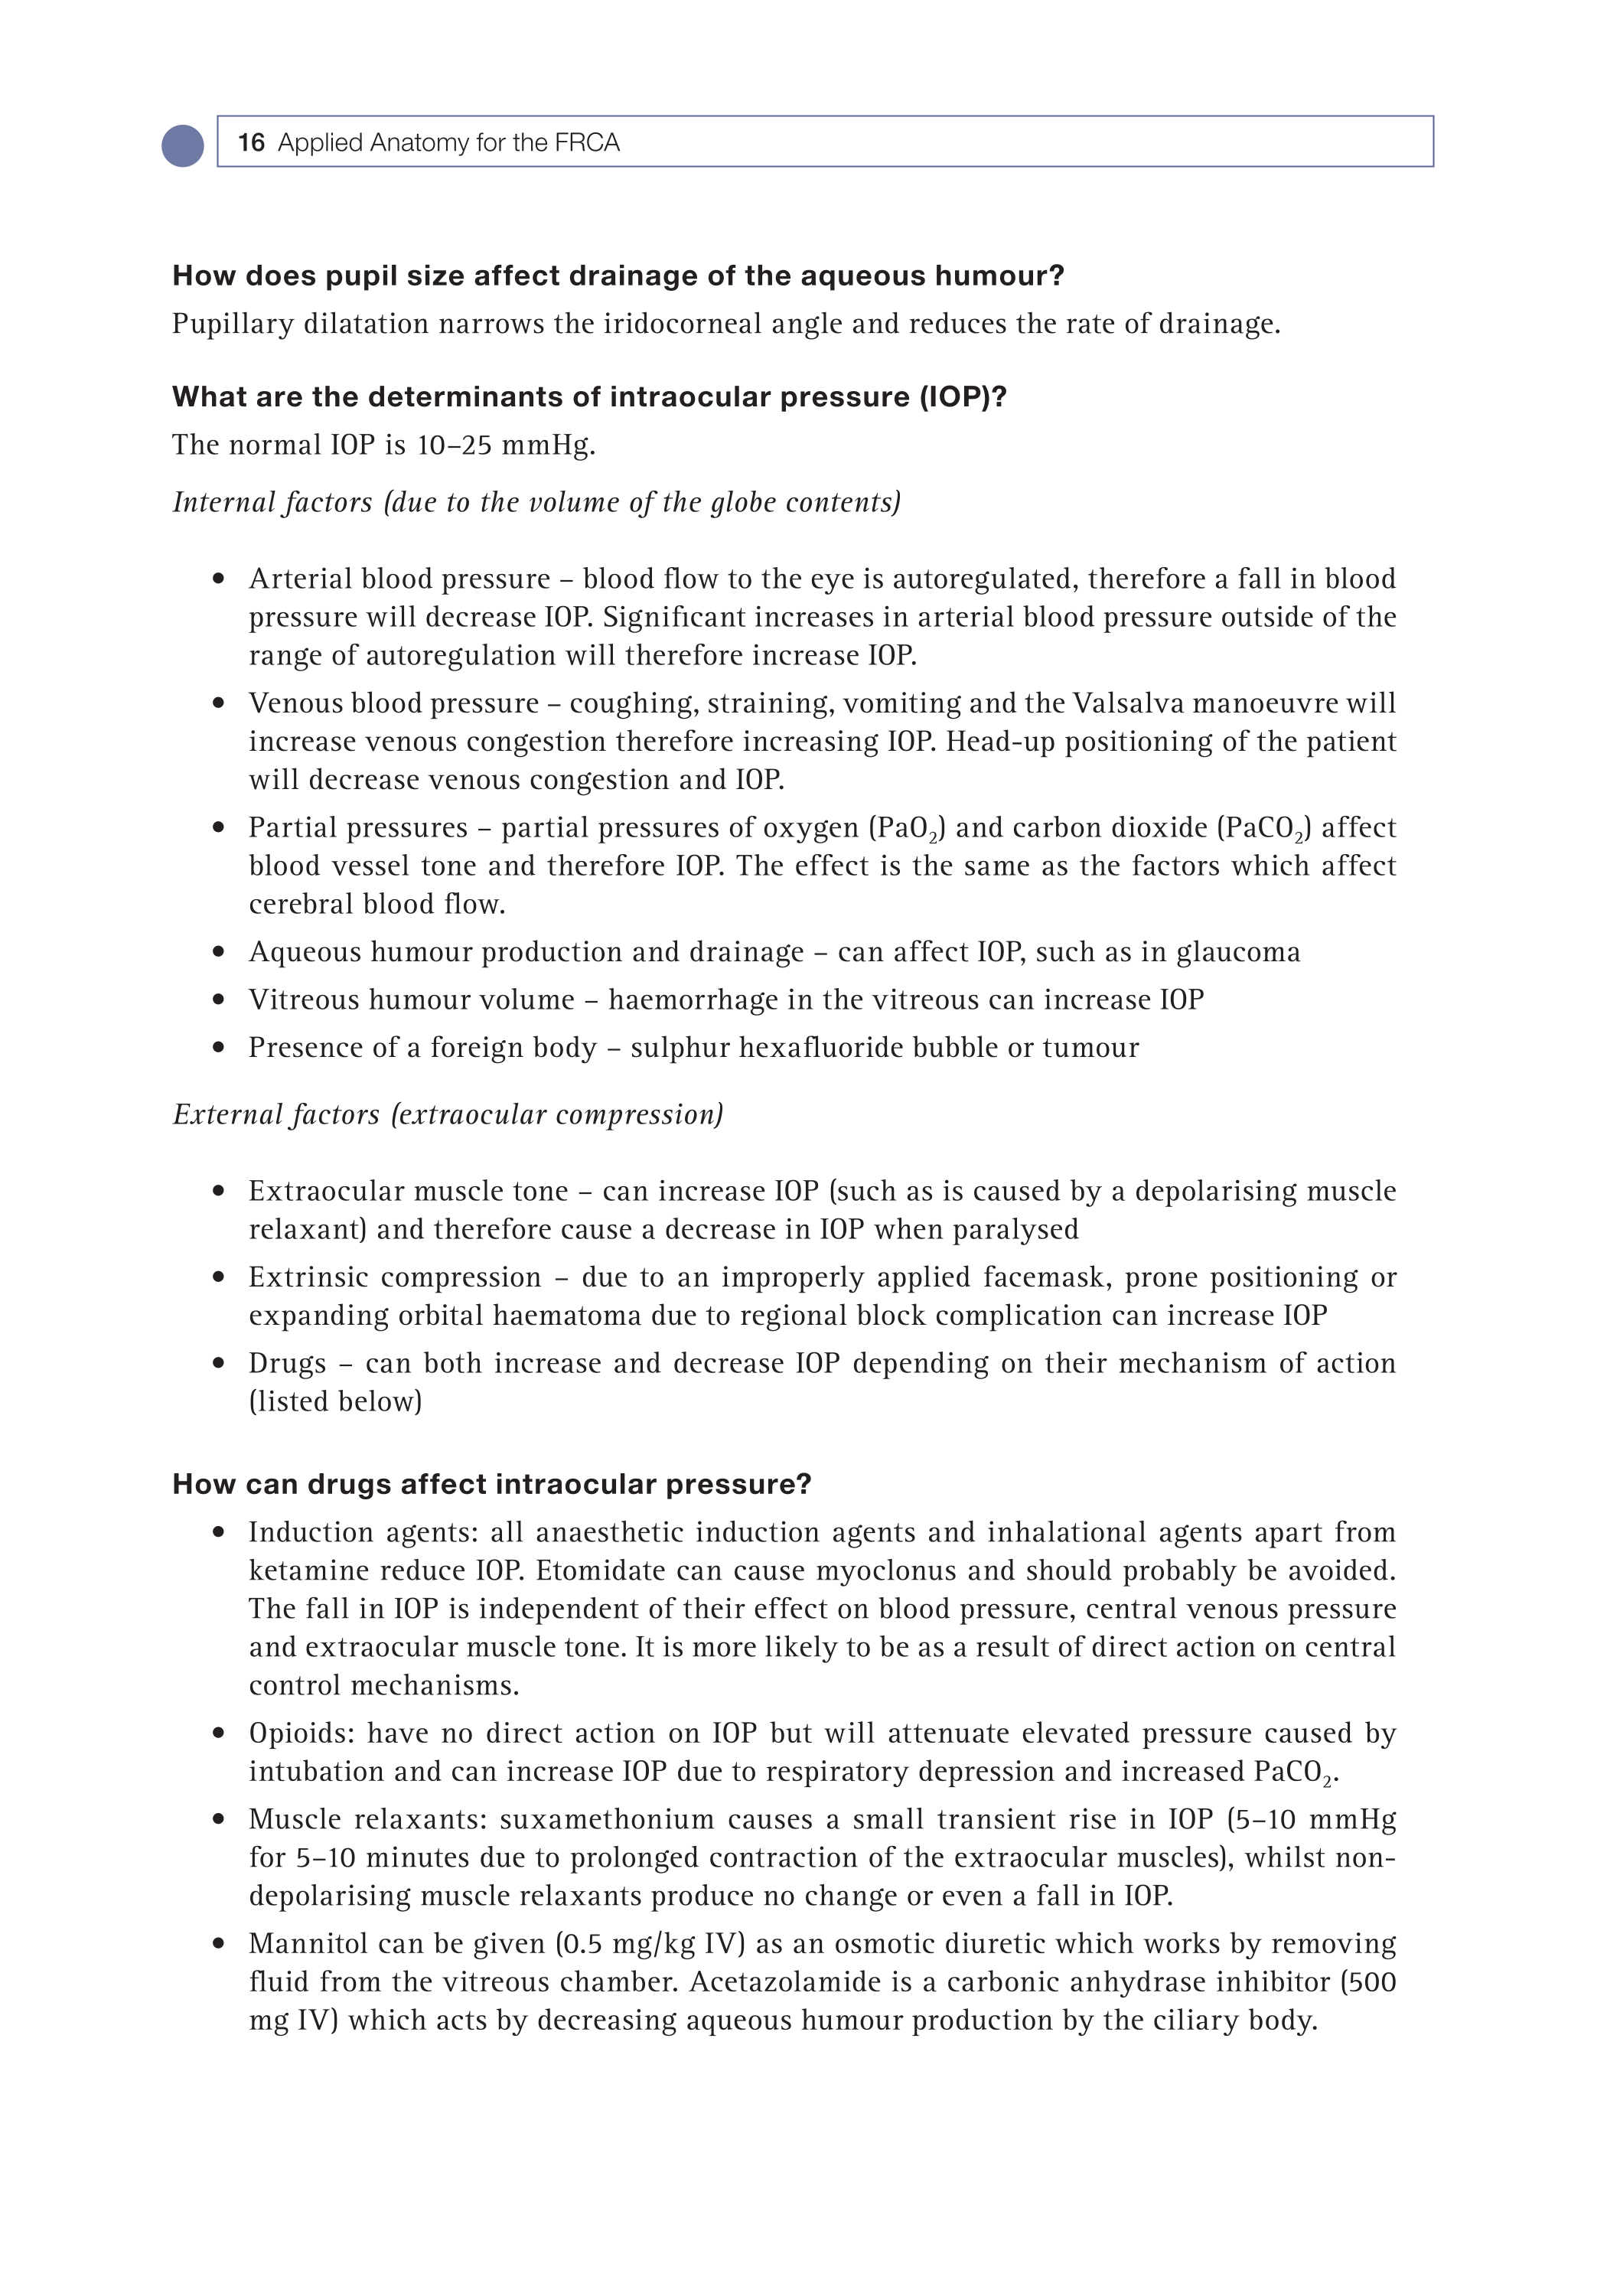 16 Applied Anatomy for the FRCA
How does pupil size affect drainage of the aqueous humour?
Pupillary dilatation narrows the iridocorneal angle and reduces the rate of drainage.
What are the determinants of intraocular pressure (IOP)?
The normal IOP is 10–25 mmHg.
Internal factors (due to the volume of the globe contents)
• Arterial blood pressure – blood flow to the eye is autoregulated, therefore a fall in blood
pressure will decrease IOP. Significant increases in arterial blood pressure outside of the
range of autoregulation will therefore increase IOP.
• Venous blood pressure – coughing, straining, vomiting and the Valsalva manoeuvre will
increase venous congestion therefore increasing IOP. Head-up positioning of the patient
will decrease venous congestion and IOP.
• Partial pressures – partial pressures of oxygen (PaO₂) and carbon dioxide (PaCO₂) affect
blood vessel tone and therefore IOP. The effect is the same as the factors which affect
cerebral blood flow.
• Aqueous humour production and drainage – can affect IOP, such as in glaucoma
• Vitreous humour volume – haemorrhage in the vitreous can increase IOP
• Presence of a foreign body – sulphur hexafluoride bubble or tumour
External factors (extraocular compression)
• Extraocular muscle tone – can increase IOP (such as is caused by a depolarising muscle
relaxant) and therefore cause a decrease in IOP when paralysed
• Extrinsic compression – due to an improperly applied facemask, prone positioning or
expanding orbital haematoma due to regional block complication can increase IOP
• Drugs – can both increase and decrease IOP depending on their mechanism of action
(listed below)
How can drugs affect intraocular pressure?
• Induction agents: all anaesthetic induction agents and inhalational agents apart from
ketamine reduce IOP. Etomidate can cause myoclonus and should probably be avoided.
The fall in IOP is independent of their effect on blood pressure, central venous pressure
and extraocular muscle tone. It is more likely to be as a result of direct action on central
control mechanisms.
• Opioids: have no direct action on IOP but will attenuate elevated pressure caused by
intubation and can increase IOP due to respiratory depression and increased PaCO₂.
• Muscle relaxants: suxamethonium causes a small transient rise in IOP (5–10 mmHg
for 5–10 minutes due to prolonged contraction of the extraocular muscles), whilst non-
depolarising muscle relaxants produce no change or even a fall in IOP.
• Mannitol can be given (0.5 mg/kg IV) as an osmotic diuretic which works by removing
fluid from the vitreous chamber. Acetazolamide is a carbonic anhydrase inhibitor (500
mg IV) which acts by decreasing aqueous humour production by the ciliary body.